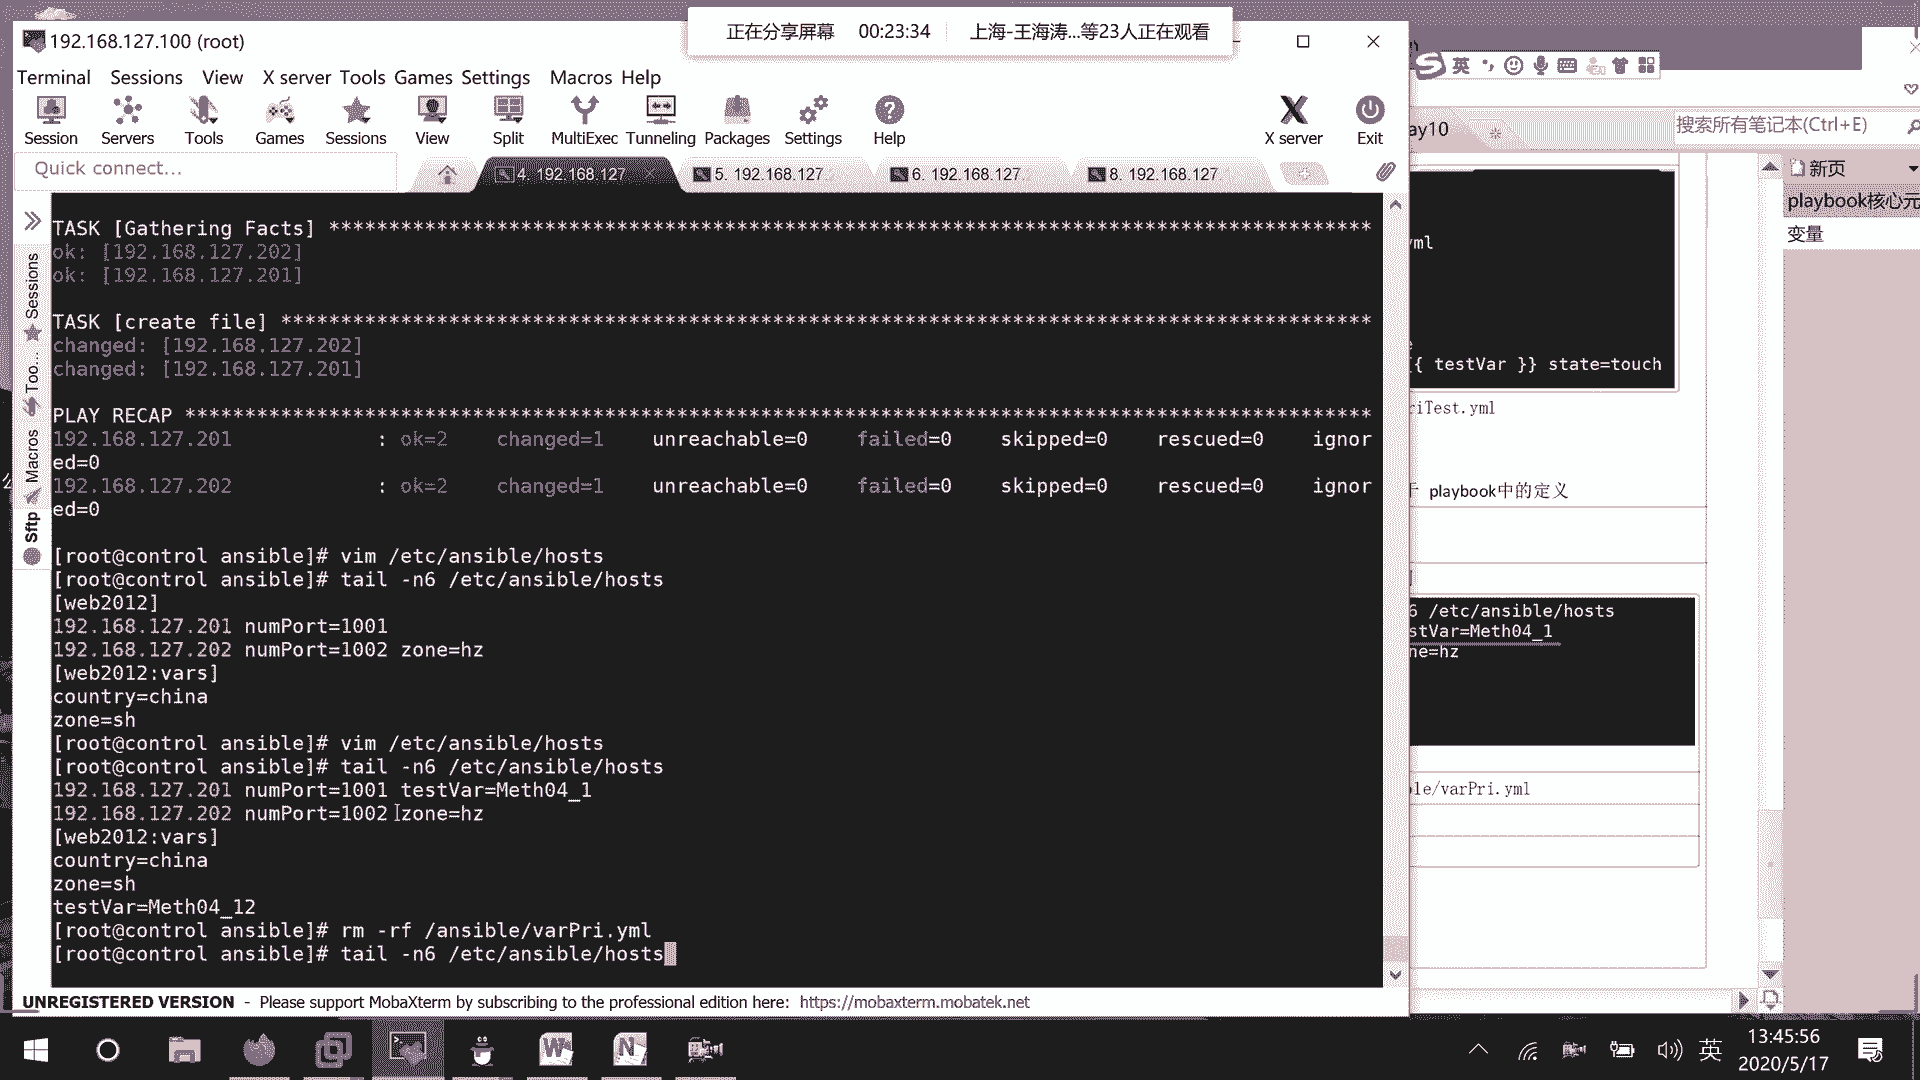 正在分享屏幕 00:23:34 上海-王海涛...等23人正在观看
192.168.127.100 (root)
Terminal Sessions View X server Tools Games Settings Macros Help
Session Servers Tools Games Sessions View Split MultiExec Tunneling Packages Settings Help X server Exit
Quick connect...
4. 192.168.127
5. 192.168.127.
6. 192.168.127.
8. 192.168.127.
Sessions
Too...
Macros
Sftp
TASK [Gathering Facts] ***************************************************************************************
ok: [192.168.127.202]
ok: [192.168.127.201]
TASK [create file] *******************************************************************************************
changed: [192.168.127.202]
changed: [192.168.127.201]
PLAY RECAP ***************************************************************************************************
192.168.127.201 : ok=2 changed=1 unreachable=0 failed=0 skipped=0 rescued=0 ignor
ed=0
192.168.127.202 : ok=2 changed=1 unreachable=0 failed=0 skipped=0 rescued=0 ignor
ed=0
[root@control ansible]# vim /etc/ansible/hosts
[root@control ansible]# tail -n6 /etc/ansible/hosts
[web2012]
192.168.127.201 numPort=1001
192.168.127.202 numPort=1002 zone=hz
[web2012:vars]
country=china
zone=sh
[root@control ansible]# vim /etc/ansible/hosts
[root@control ansible]# tail -n6 /etc/ansible/hosts
192.168.127.201 numPort=1001 testVar=Meth04_1
192.168.127.202 numPort=1002 zone=hz
[web2012:vars]
country=china
zone=sh
testVar=Meth04_12
[root@control ansible]# rm -rf /ansible/varPri.yml
[root@control ansible]# tail -n6 /etc/ansible/hosts
UNREGISTERED VERSION - Please support MobaXterm by subscribing to the professional edition here: https://mobaxterm.mobatek.net
英
ay10
搜索所有笔记本(Ctrl+E)
新页
playbook核心元
变量
yml
{ testVar }} state=touch
riTest.yml
playbook中的定义
6 /etc/ansible/hosts
stVar=Meth04_1
ne=hz
le/varPri.yml
英
13:45:56
2020/5/17